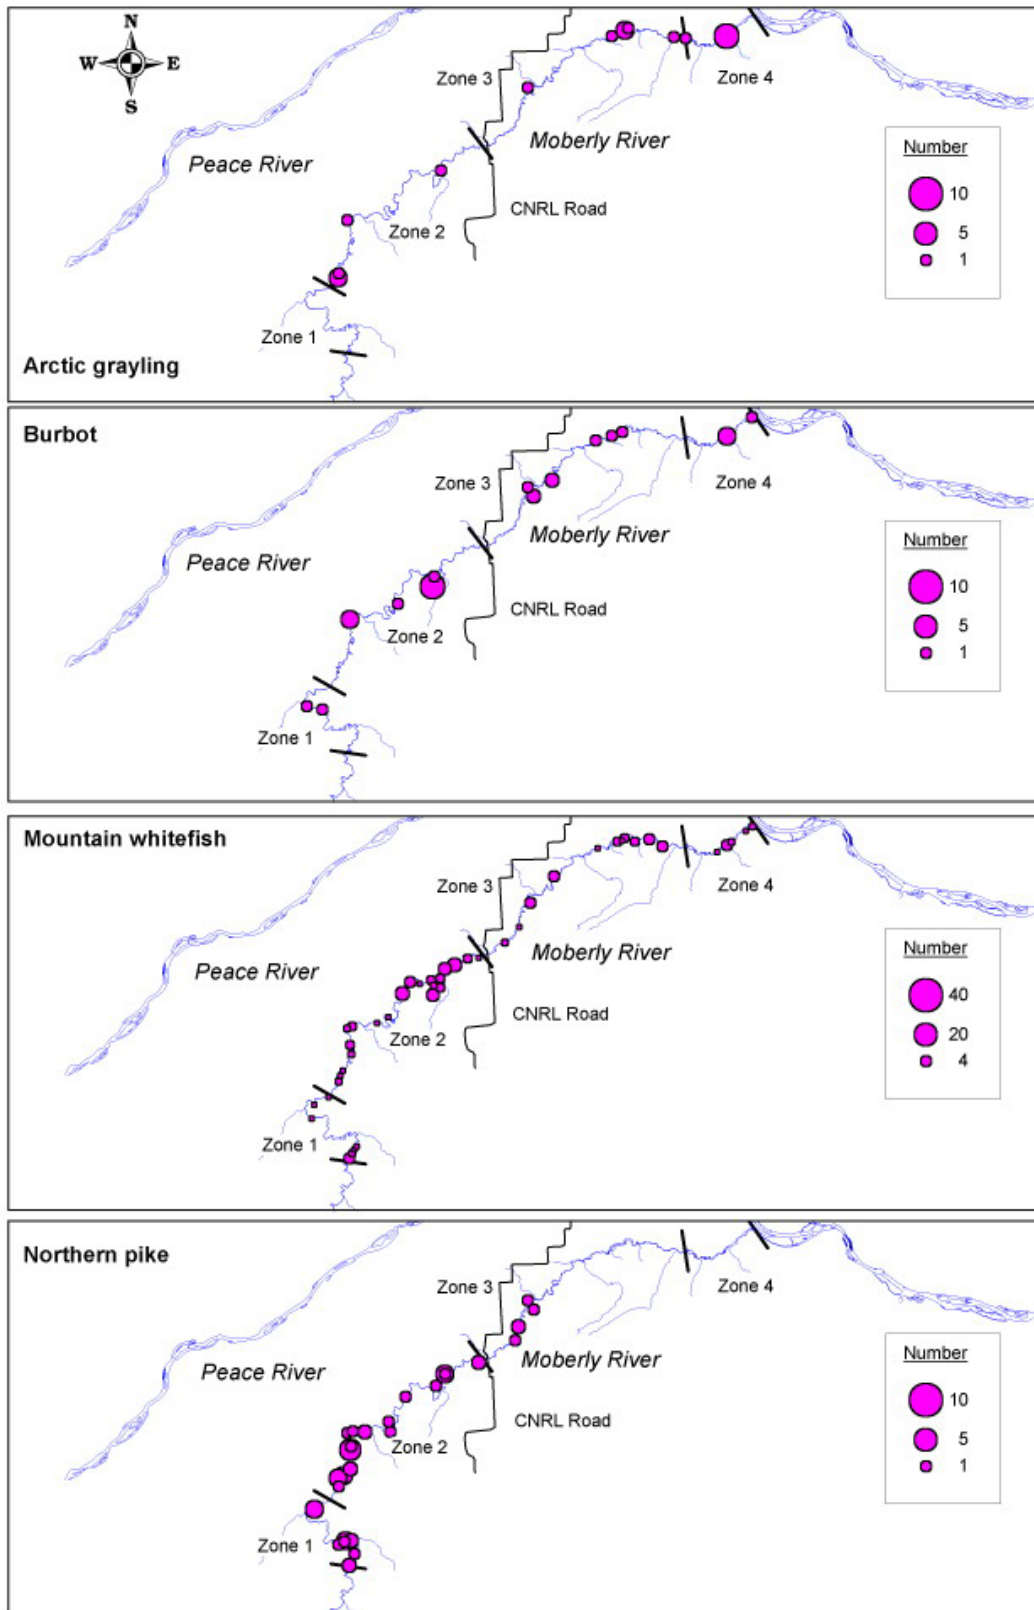 N
W E
S
Zone 3
Zone 4
Peace River
Moberly River
CNRL Road
Zone 2
Zone 1
Arctic grayling
Number
10
5
1
Burbot
Zone 3
Zone 4
Peace River
Moberly River
CNRL Road
Zone 2
Zone 1
Number
10
5
1
Mountain whitefish
Zone 3
Zone 4
Peace River
Moberly River
CNRL Road
Zone 2
Zone 1
Number
40
20
4
Northern pike
Zone 3
Zone 4
Peace River
Moberly River
CNRL Road
Zone 2
Zone 1
Number
10
5
1